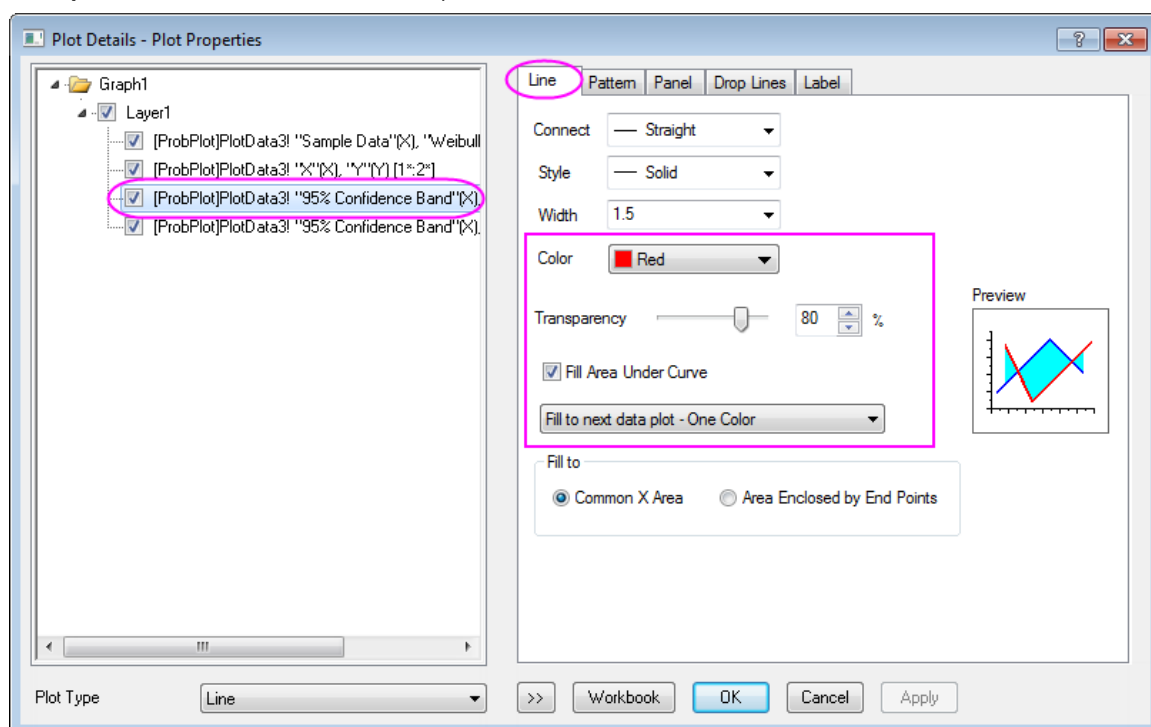 Plot Details - Plot Properties
Graph1
Layer1
[ProbPlot]PlotData3! "Sample Data"(X), "Weibull
[ProbPlot]PlotData3! "X"(X), "Y"(Y) [1*:2*]
[ProbPlot]PlotData3! "95% Confidence Band"(X),
[ProbPlot]PlotData3! "95% Confidence Band"(X),
Line Pattern Panel Drop Lines Label
Connect Straight
Style Solid
Width 1.5
Color Red
Transparency 80 %
Fill Area Under Curve
Fill to next data plot - One Color
Preview
Fill to
Common X Area Area Enclosed by End Points
Plot Type Line >> Workbook OK Cancel Apply